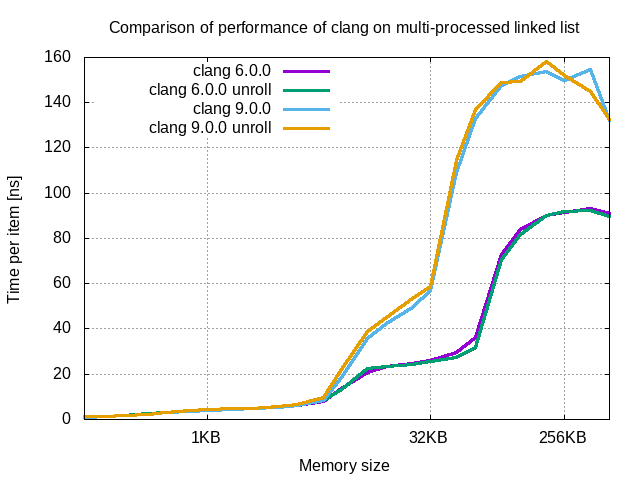 Comparison of performance of clang on multi-processed linked list
160
140
120
100
80
60
40
20
0
Time per item [ns]
clang 6.0.0
clang 6.0.0 unroll
clang 9.0.0
clang 9.0.0 unroll
1KB
32KB
256KB
Memory size